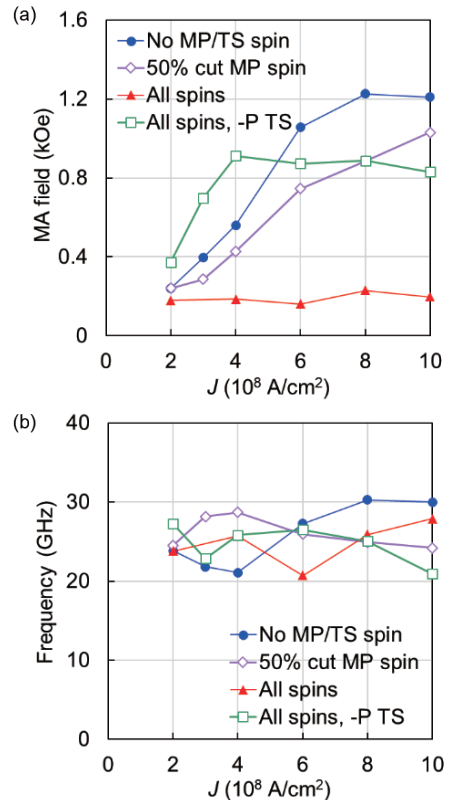 (a)
1.6
1.2
0.8
0.4
0
MA field (kOe)
No MP/TS spin
50% cut MP spin
All spins
All spins, -P TS
0 2 4 6 8 10
J (10⁸ A/cm²)
(b)
40
30
20
10
0
Frequency (GHz)
No MP/TS spin
50% cut MP spin
All spins
All spins, -P TS
0 2 4 6 8 10
J (10⁸ A/cm²)